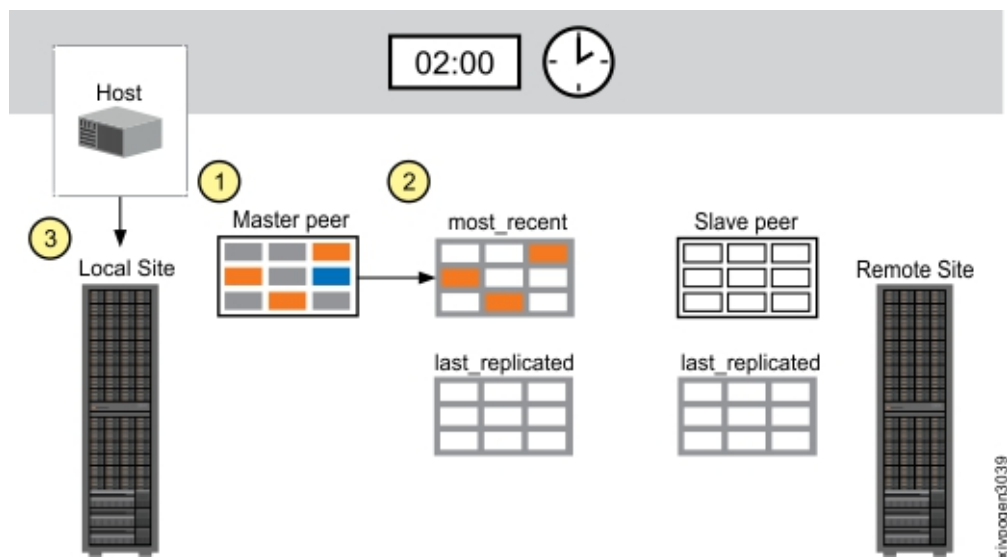 02:00
Host
1
2
3
Master peer
most_recent
Slave peer
Local Site
Remote Site
last_replicated
last_replicated